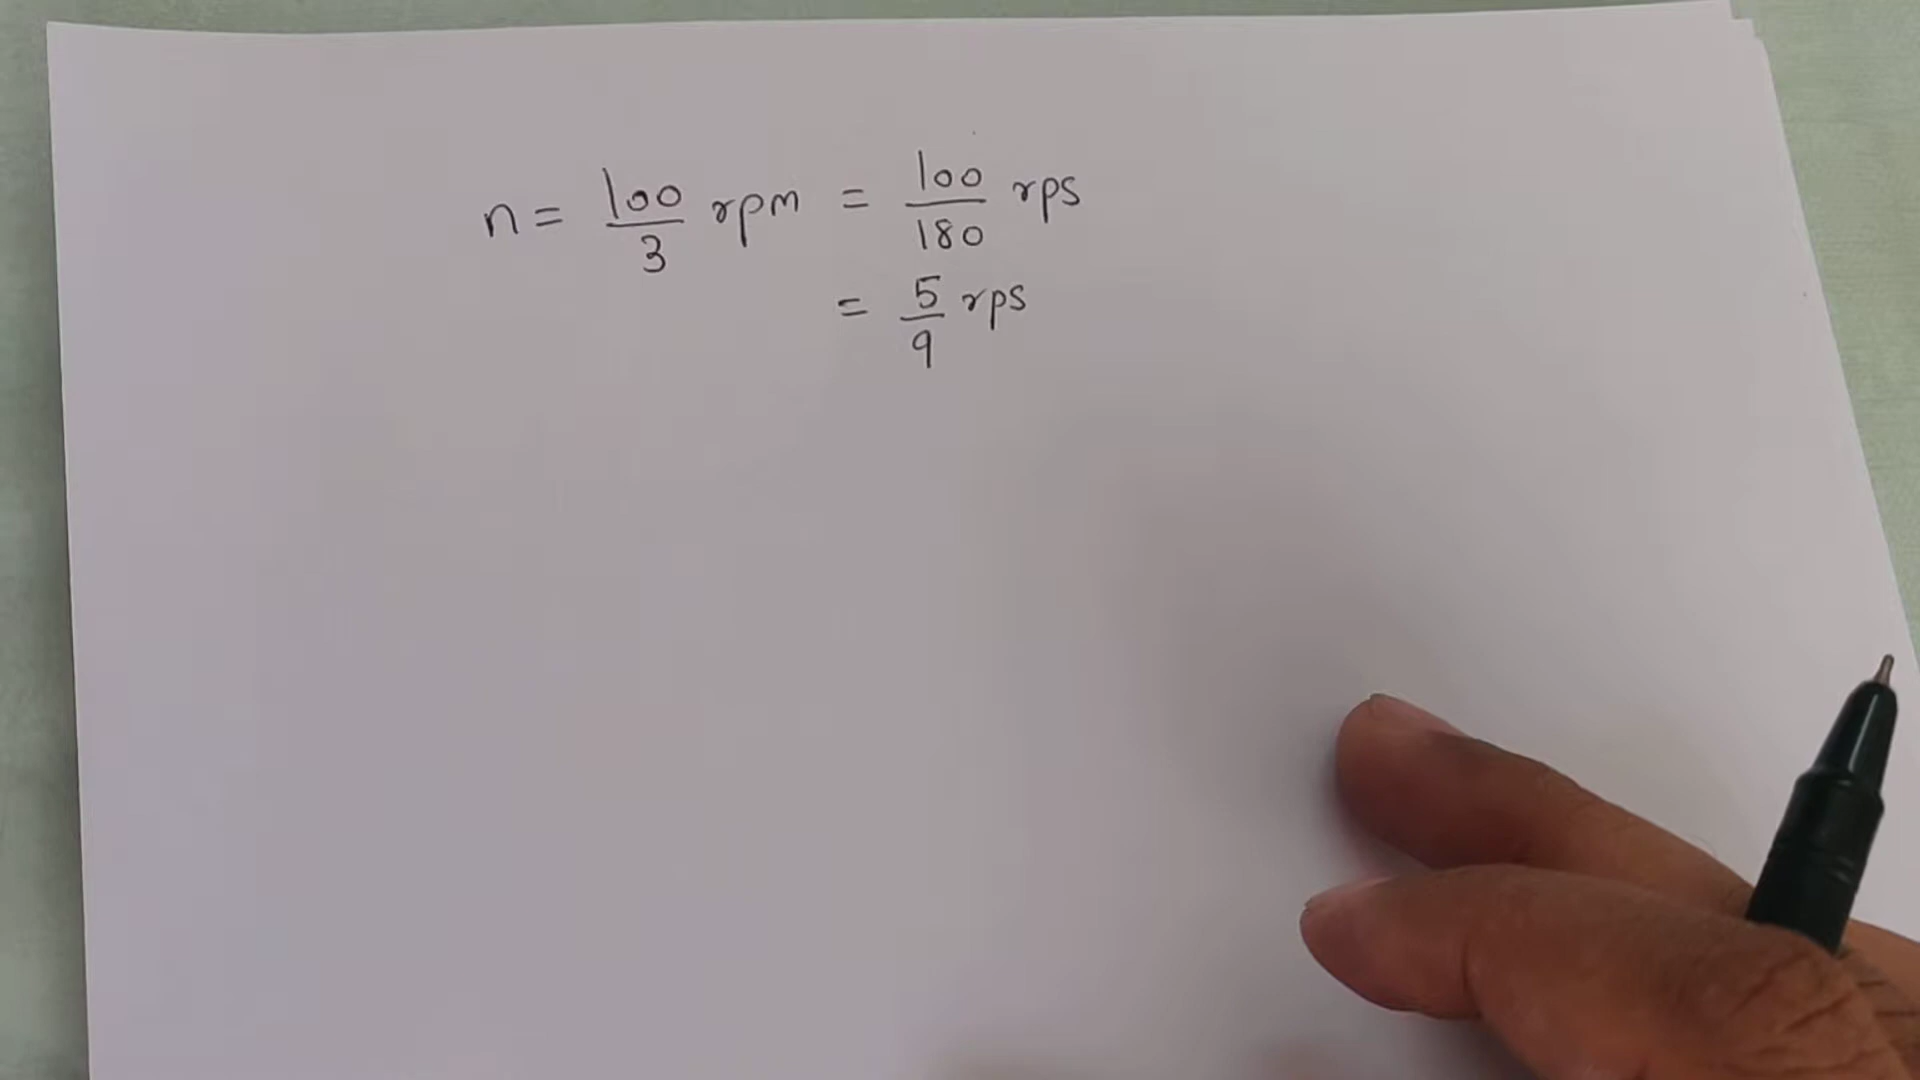 n = 100/3 rpm = 100/180 rps
= 5/9 rps